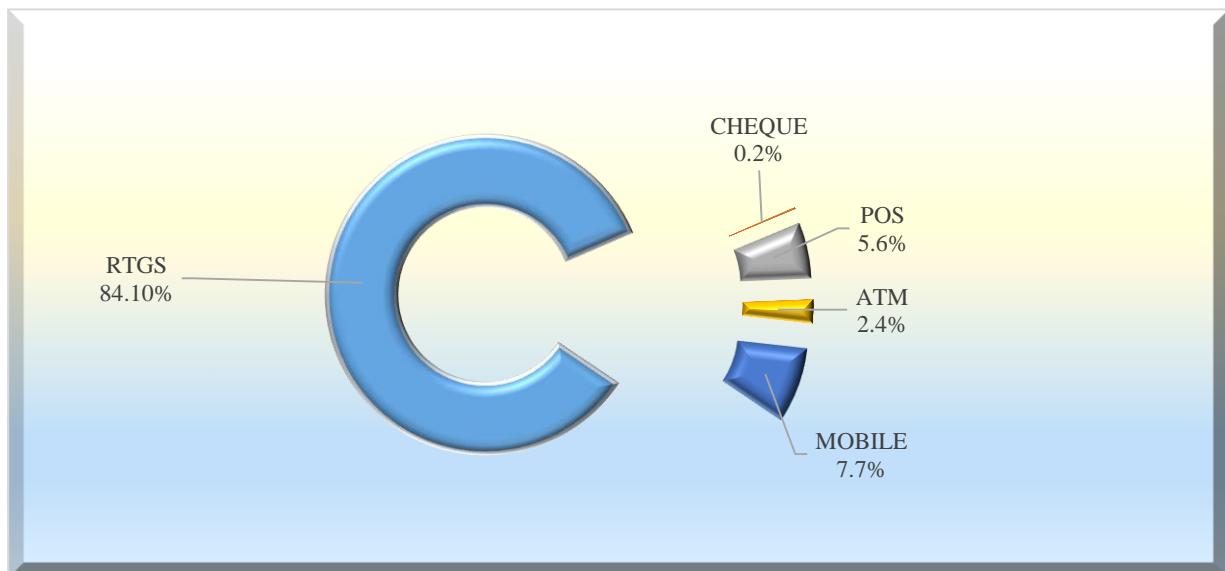 CHEQUE
0.2%
POS
5.6%
RTGS
84.10%
ATM
2.4%
MOBILE
7.7%